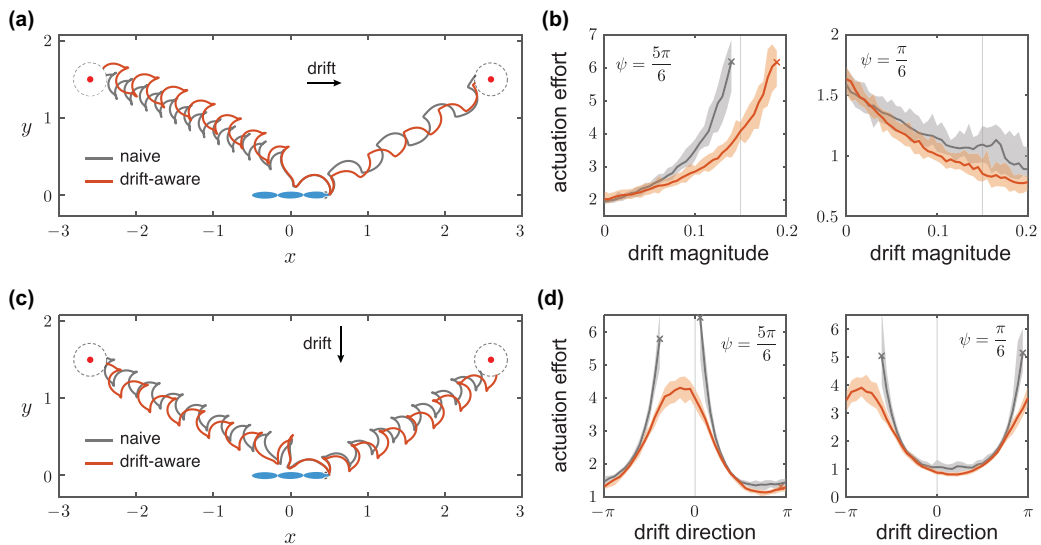 (a)
2
1
0
y
drift
naive
drift-aware
−3
−2
−1
0
1
2
3
x
(b)
7
6
5
4
3
2
actuation effort
ψ = 5π/6
0
0.1
0.2
drift magnitude
2
1.5
1
0.5
ψ = π/6
0
0.1
0.2
drift magnitude
(c)
2
1
0
y
drift
naive
drift-aware
−3
−2
−1
0
1
2
3
x
(d)
6
5
4
3
2
1
actuation effort
ψ = 5π/6
−π
0
π
drift direction
6
5
4
3
2
1
0
ψ = π/6
−π
0
π
drift direction